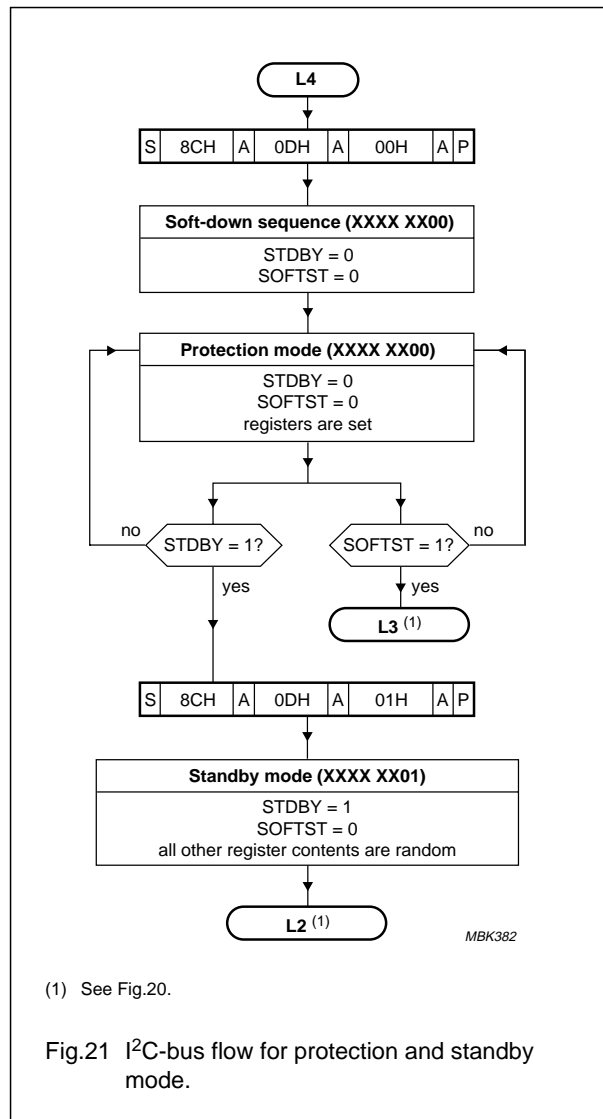 L4
S 8CH A 0DH A 00H A P
Soft-down sequence (XXXX XX00)
STDBY = 0
SOFTST = 0
Protection mode (XXXX XX00)
STDBY = 0
SOFTST = 0
registers are set
no STDBY = 1? SOFTST = 1? no
yes yes
L3 (1)
S 8CH A 0DH A 01H A P
Standby mode (XXXX XX01)
STDBY = 1
SOFTST = 0
all other register contents are random
L2 (1)
MBK382
(1) See Fig.20.
Fig.21 I²C-bus flow for protection and standby
mode.